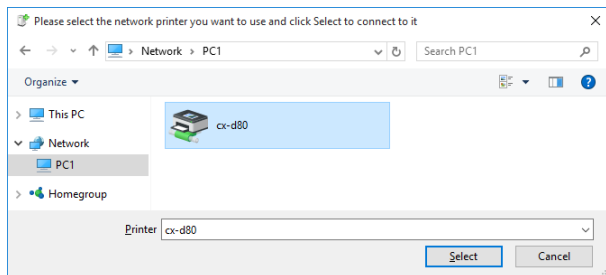 Please select the network printer you want to use and click Select to connect to it
Network > PC1
Search PC1
Organize
This PC
cx-d80
Network
PC1
Homegroup
Printer cx-d80
Select Cancel